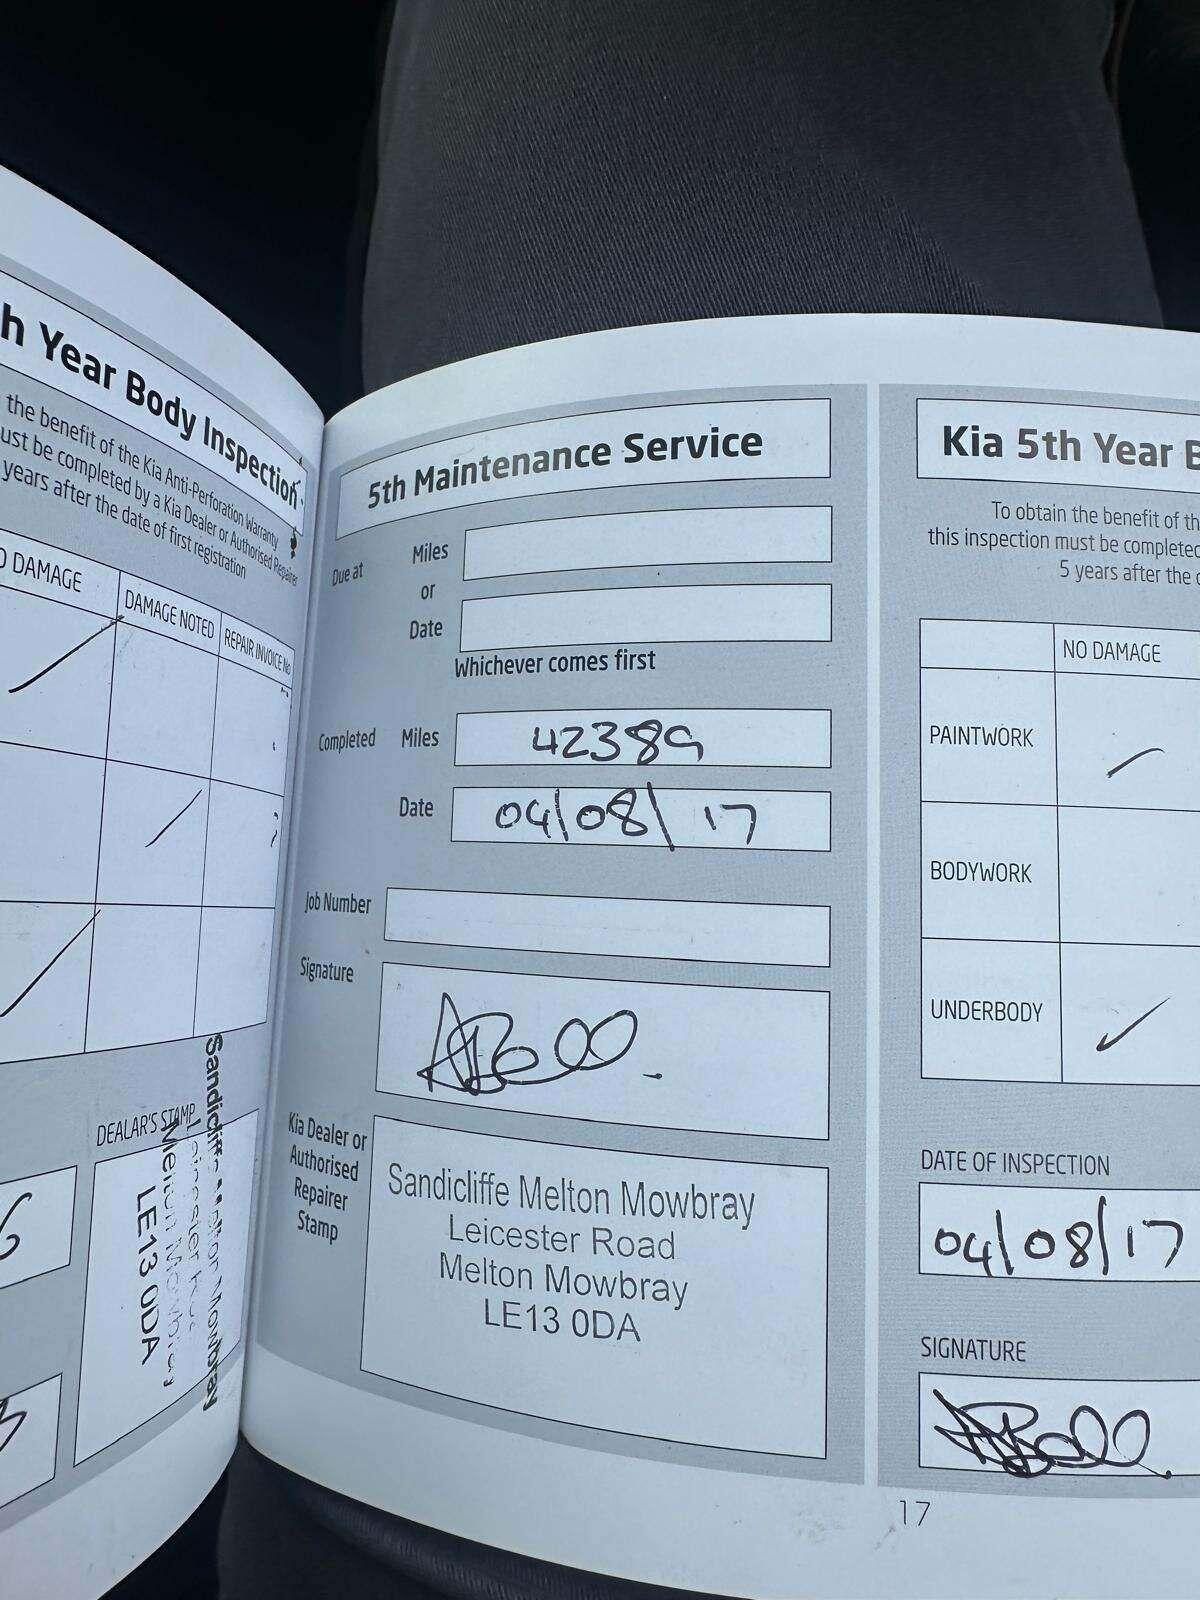 h Year Body Inspection
the benefit of the Kia Anti-Perforation Warranty
ust be completed by a Kia Dealer or Authorised Repairer
years after the date of first registration
O DAMAGE
DAMAGE NOTED
REPAIR INVOICE No
DEALAR'S STAMP
Melton Mowbray
LE13 0DA
5th Maintenance Service
Due at
Miles
or
Date
Whichever comes first
Completed Miles 42389
Date 04/08/17
Job Number
Signature
Kia Dealer or
Authorised
Repairer
Stamp
Sandicliffe Melton Mowbray
Leicester Road
Melton Mowbray
LE13 0DA
Kia 5th Year B
To obtain the benefit of th
this inspection must be completed
5 years after the d
NO DAMAGE
PAINTWORK
BODYWORK
UNDERBODY
DATE OF INSPECTION
04/08/17
SIGNATURE
17